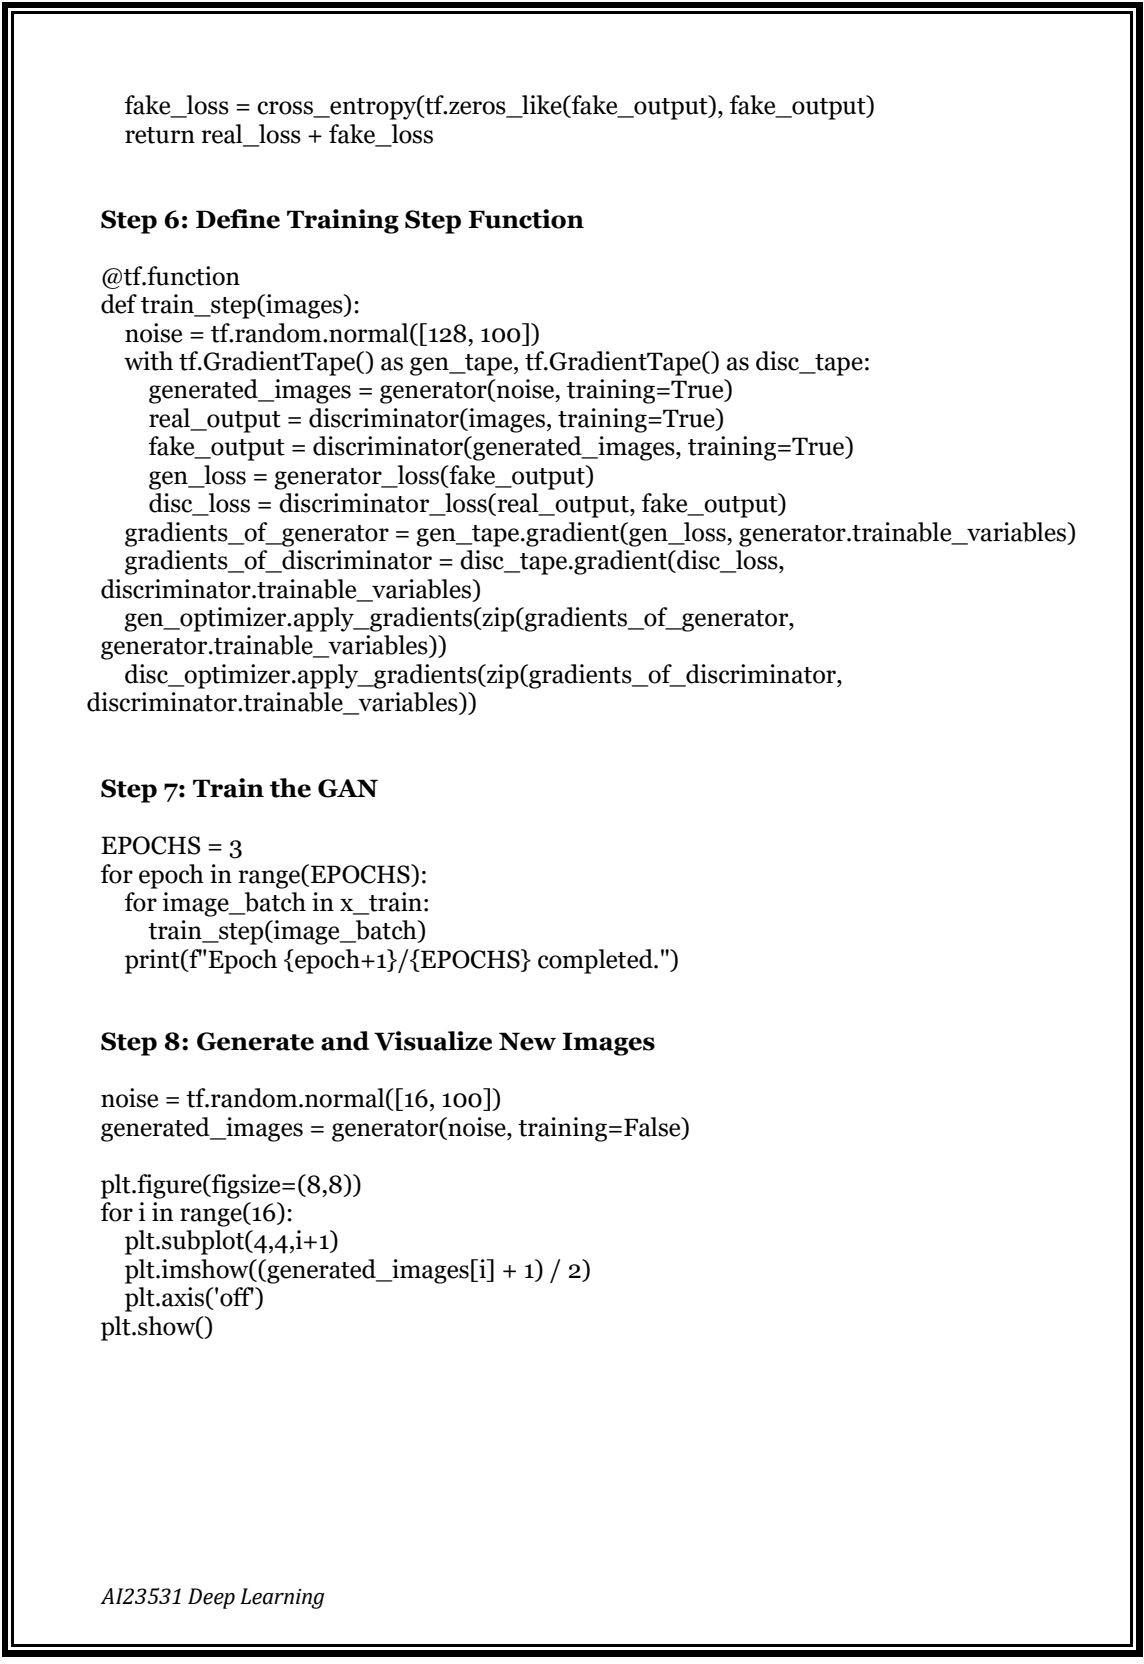 fake_loss = cross_entropy(tf.zeros_like(fake_output), fake_output)
return real_loss + fake_loss
Step 6: Define Training Step Function
@tf.function
def train_step(images):
noise = tf.random.normal([128, 100])
with tf.GradientTape() as gen_tape, tf.GradientTape() as disc_tape:
generated_images = generator(noise, training=True)
real_output = discriminator(images, training=True)
fake_output = discriminator(generated_images, training=True)
gen_loss = generator_loss(fake_output)
disc_loss = discriminator_loss(real_output, fake_output)
gradients_of_generator = gen_tape.gradient(gen_loss, generator.trainable_variables)
gradients_of_discriminator = disc_tape.gradient(disc_loss,
discriminator.trainable_variables)
gen_optimizer.apply_gradients(zip(gradients_of_generator,
generator.trainable_variables))
disc_optimizer.apply_gradients(zip(gradients_of_discriminator,
discriminator.trainable_variables))
Step 7: Train the GAN
EPOCHS = 3
for epoch in range(EPOCHS):
for image_batch in x_train:
train_step(image_batch)
print(f"Epoch {epoch+1}/{EPOCHS} completed.")
Step 8: Generate and Visualize New Images
noise = tf.random.normal([16, 100])
generated_images = generator(noise, training=False)
plt.figure(figsize=(8,8))
for i in range(16):
plt.subplot(4,4,i+1)
plt.imshow((generated_images[i] + 1) / 2)
plt.axis('off')
plt.show()
AI23531 Deep Learning